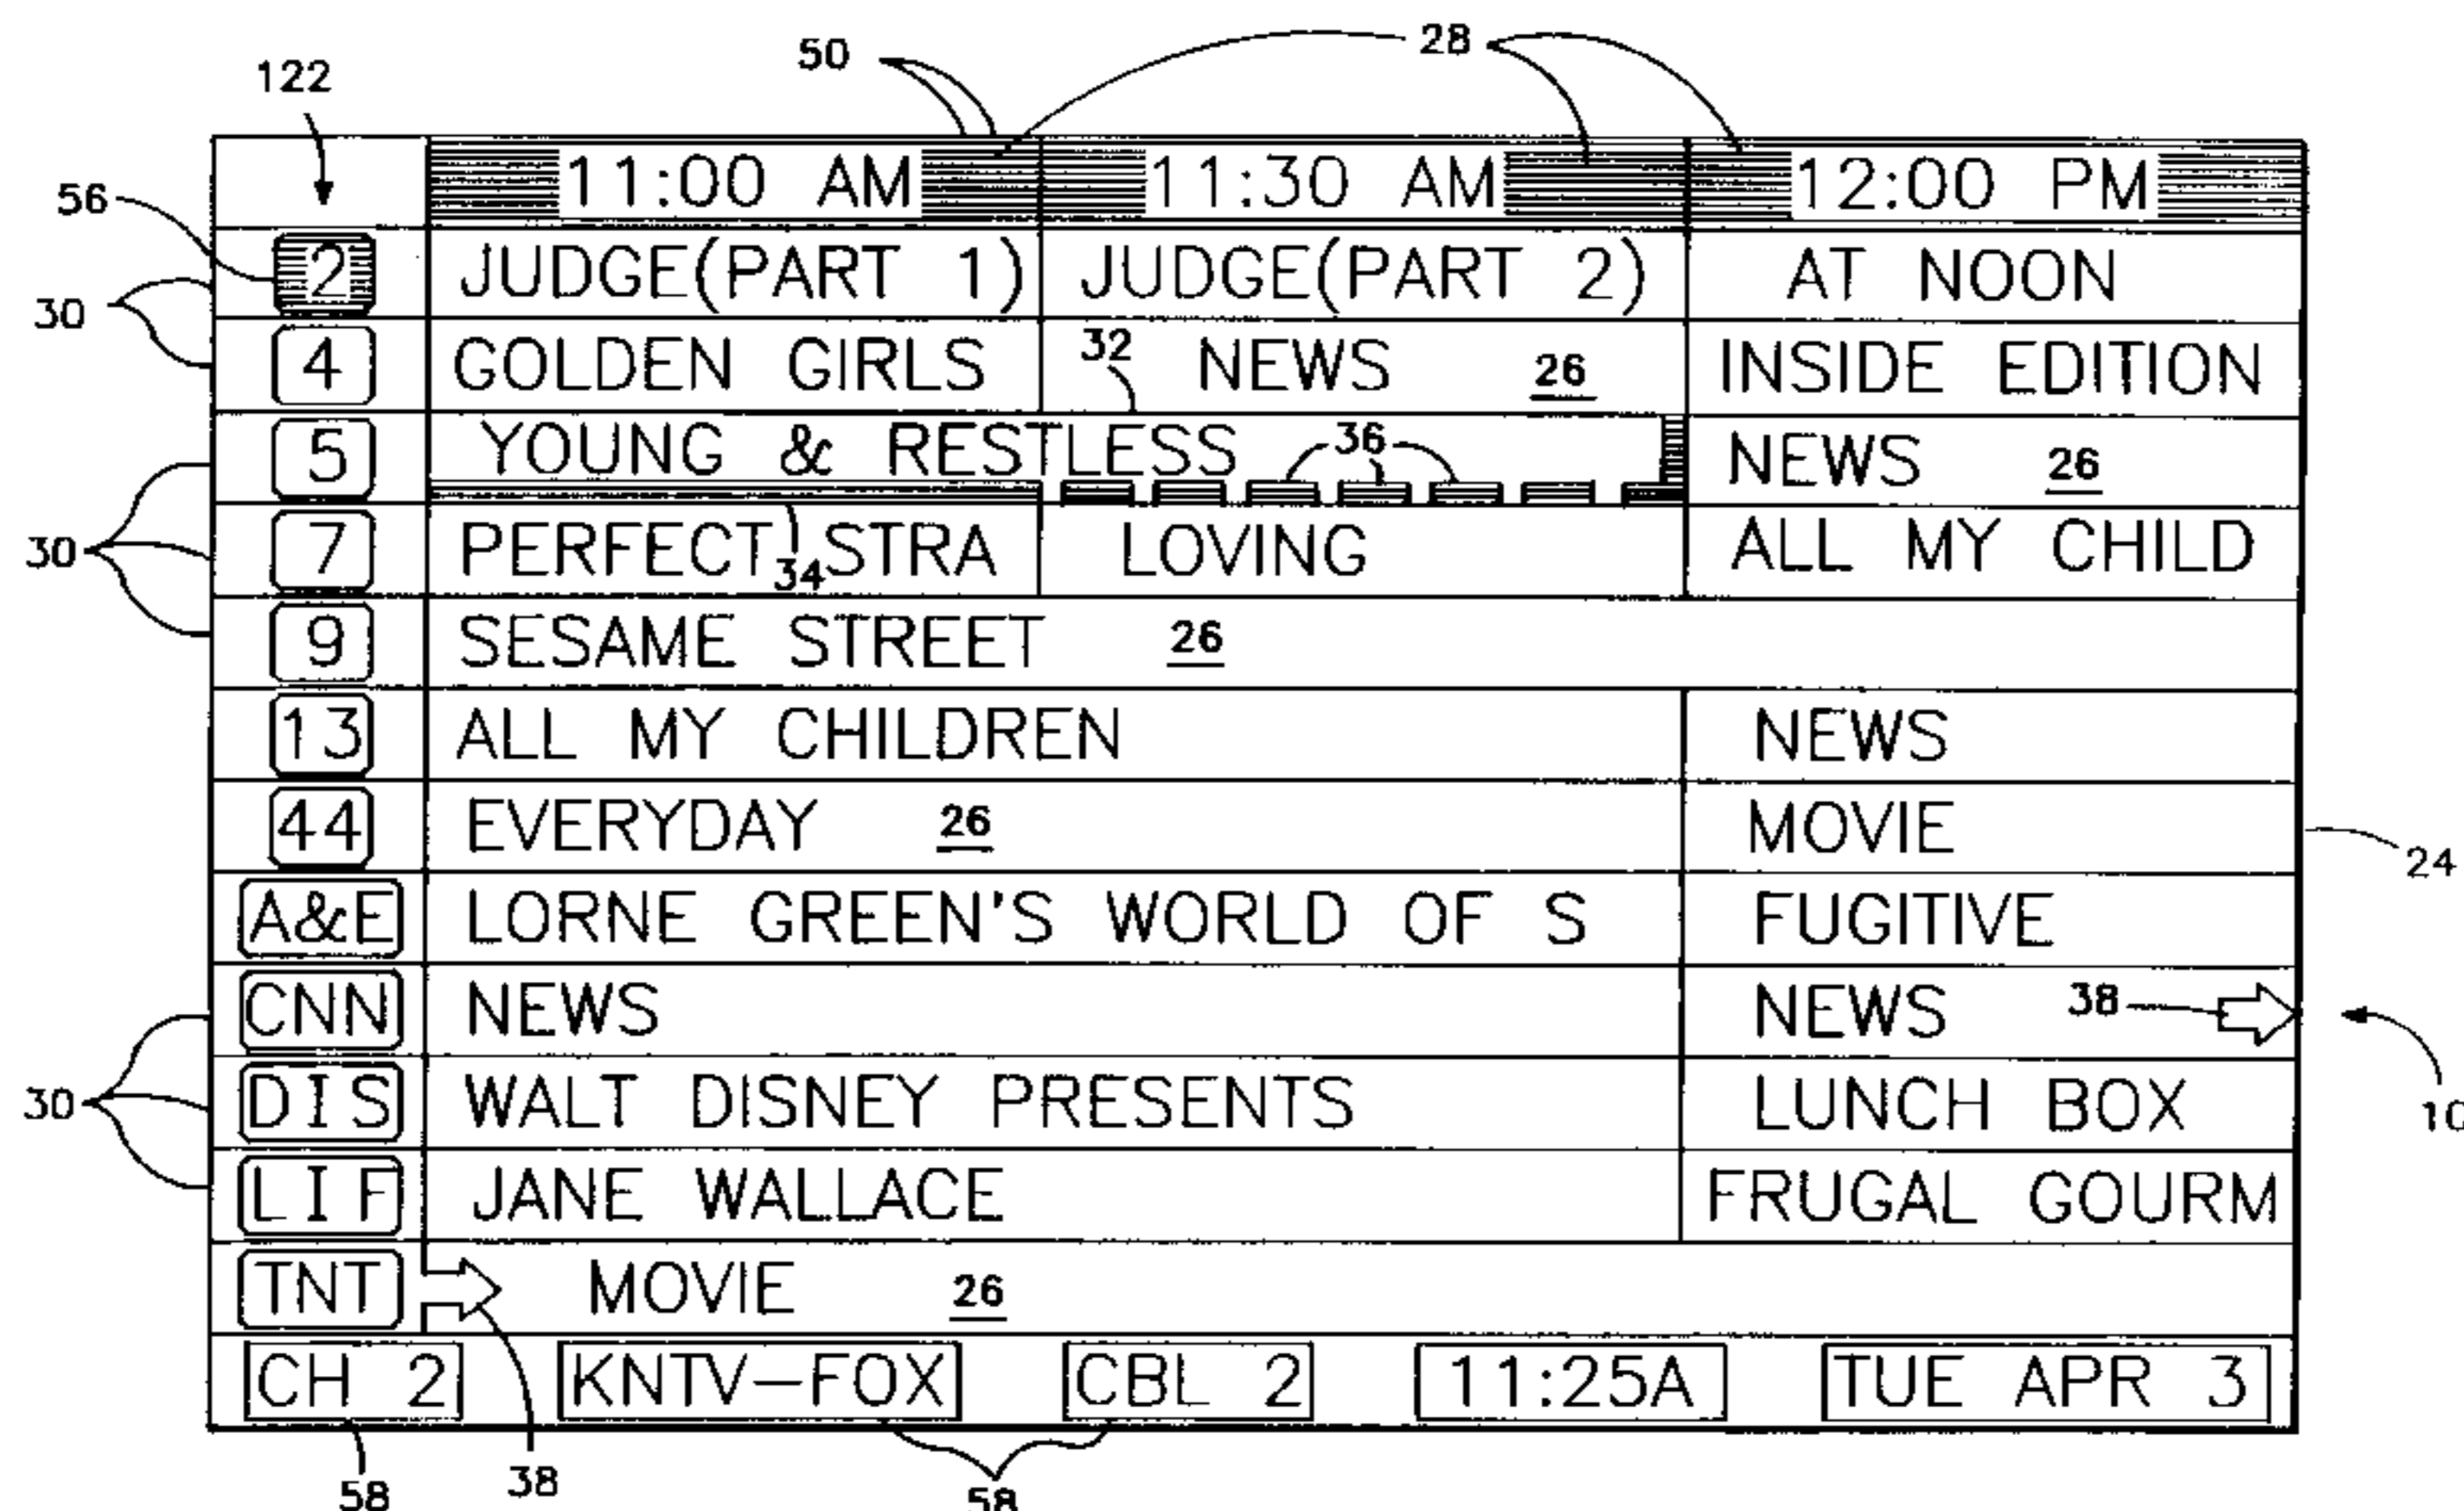 50 28
122
11:00 AM 11:30 AM 12:00 PM
56
2 JUDGE(PART 1) JUDGE(PART 2) AT NOON
30
4 GOLDEN GIRLS 32 NEWS 26 INSIDE EDITION
5 YOUNG & RESTLESS 36 NEWS 26
30 7 PERFECT STRA 34 LOVING ALL MY CHILD
9 SESAME STREET 26
13 ALL MY CHILDREN NEWS
44 EVERYDAY 26 MOVIE
24
A&E LORNE GREEN'S WORLD OF S FUGITIVE
CNN NEWS NEWS 38
30 DIS WALT DISNEY PRESENTS LUNCH BOX 10
LIF JANE WALLACE FRUGAL GOURM
TNT MOVIE 26
CH 2 KNTV-FOX CBL 2 11:25A TUE APR 3
58 38 58